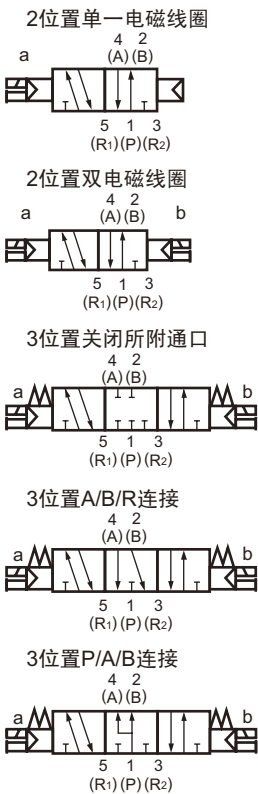 2位置单一电磁线圈
a
4 2
(A) (B)
5 1 3
(R1) (P) (R2)
2位置双电磁线圈
a
4 2
(A) (B)
b
5 1 3
(R1) (P) (R2)
3位置关闭所附通口
4 2
(A) (B)
a b
5 1 3
(R1) (P) (R2)
3位置A/B/R连接
4 2
(A) (B)
a b
5 1 3
(R1) (P) (R2)
3位置P/A/B连接
4 2
(A) (B)
a b
5 1 3
(R1) (P) (R2)